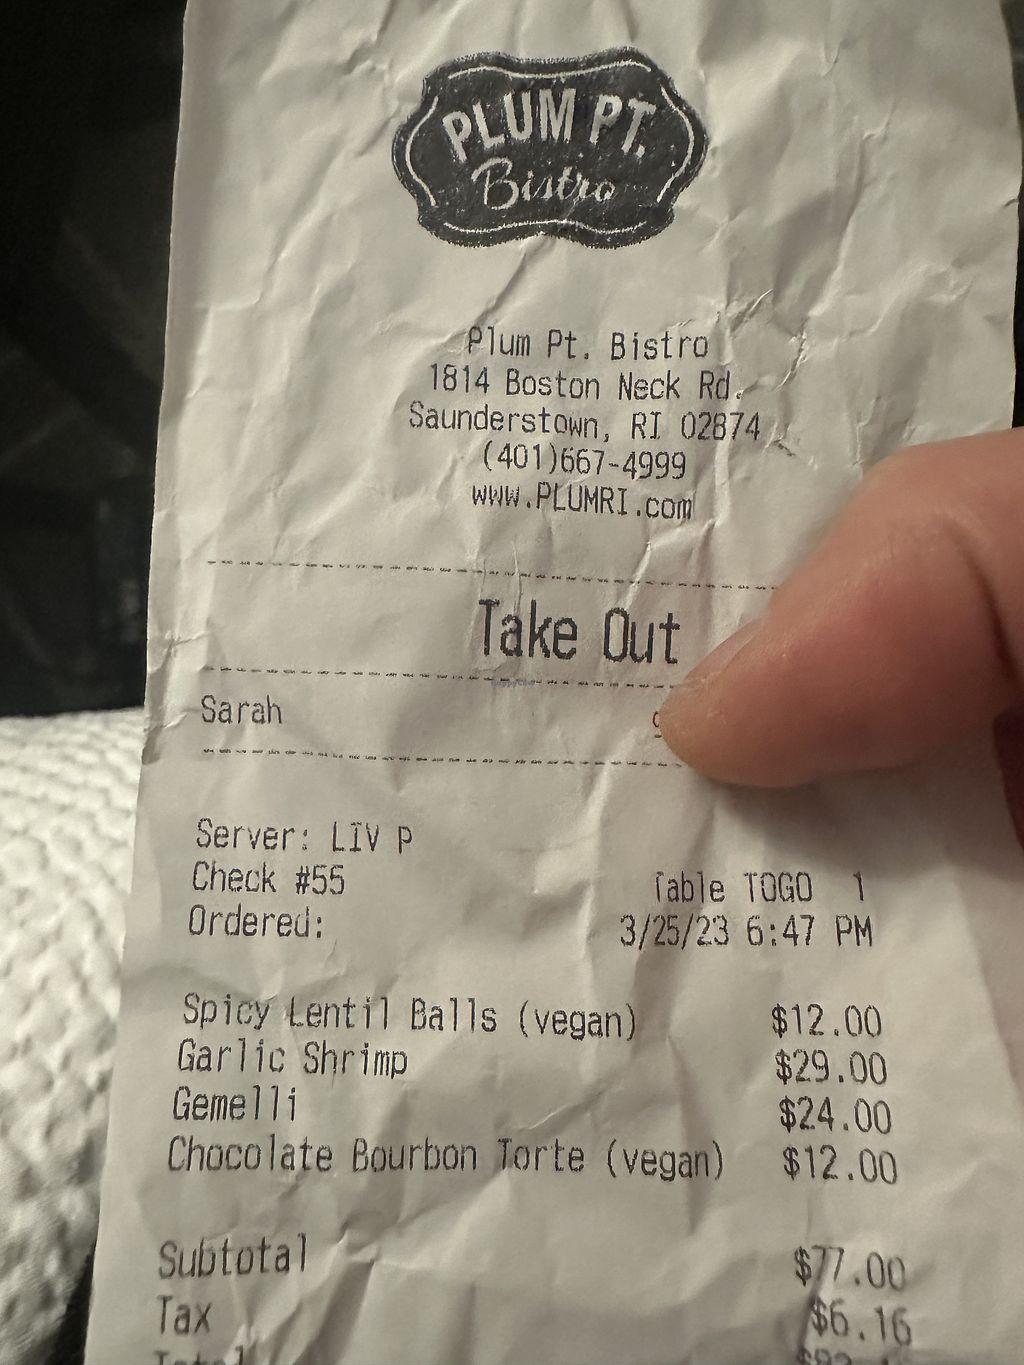 PLUM PT.
Bistro
Plum Pt. Bistro
1814 Boston Neck Rd.
Saunderstown, RI 02874
(401)667-4999
www.PLUMRI.com
Take Out
Sarah
Server: LIV P
Check #55 Table TOGO 1
Ordered: 3/25/23 6:47 PM
Spicy Lentil Balls (vegan) $12.00
Garlic Shrimp $29.00
Gemelli $24.00
Chocolate Bourbon Torte (vegan) $12.00
Subtotal $77.00
Tax $6.16
Total